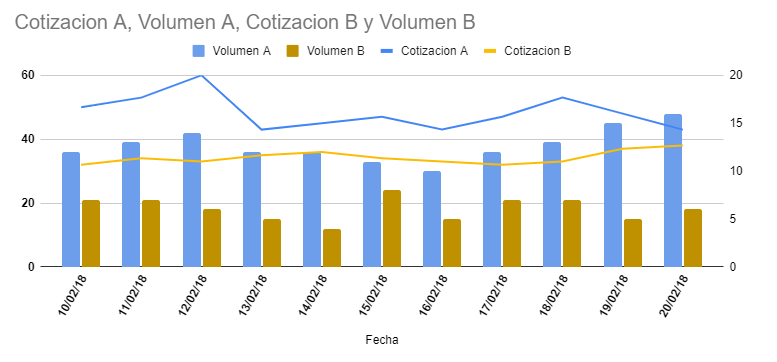 Cotizacion A, Volumen A, Cotizacion B y Volumen B
Volumen A Volumen B Cotizacion A Cotizacion B
60 20
40 15
20 10
0 5
0
10/02/18 11/02/18 12/02/18 13/02/18 14/02/18 15/02/18 16/02/18 17/02/18 18/02/18 19/02/18 20/02/18
Fecha